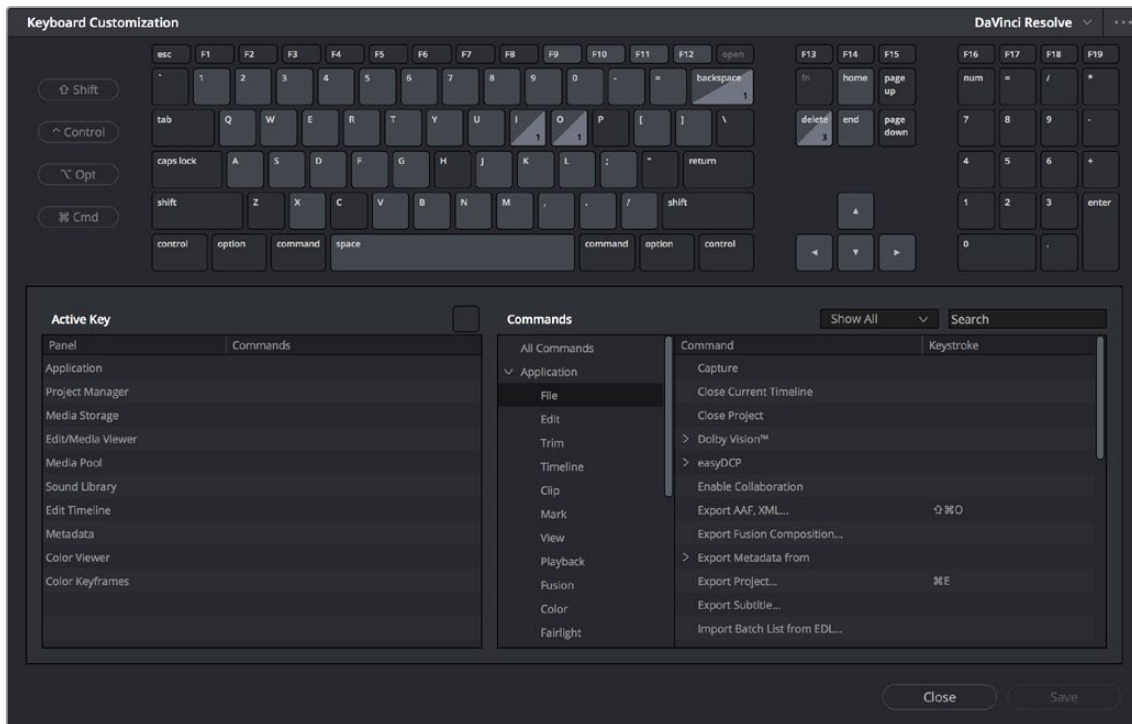 Keyboard Customization DaVinci Resolve
esc F1 F2 F3 F4 F5 F6 F7 F8 F9 F10 F11 F12 open F13 F14 F15 F16 F17 F18 F19
⇧ Shift
` 1 2 3 4 5 6 7 8 9 0 - = backspace 1 fn home page up num = / *
^ Control
tab Q W E R T Y U I 1 O 1 P [ ] \ delete 3 end page down 7 8 9 -
⌥ Opt
caps lock A S D F G H J K L ; " return 4 5 6 +
⌘ Cmd
shift Z X C V B N M , . / shift 1 2 3 enter
control option command space command option control 0 .
Active Key
Panel Commands
Application
Project Manager
Media Storage
Edit/Media Viewer
Media Pool
Sound Library
Edit Timeline
Metadata
Color Viewer
Color Keyframes
Commands Show All Search
All Commands
Application
File
Edit
Trim
Timeline
Clip
Mark
View
Playback
Fusion
Color
Fairlight
Command Keystroke
Capture
Close Current Timeline
Close Project
Dolby Vision™
easyDCP
Enable Collaboration
Export AAF, XML... ⇧⌘O
Export Fusion Composition...
Export Metadata from
Export Project... ⌘E
Export Subtitle...
Import Batch List from EDL...
Close Save